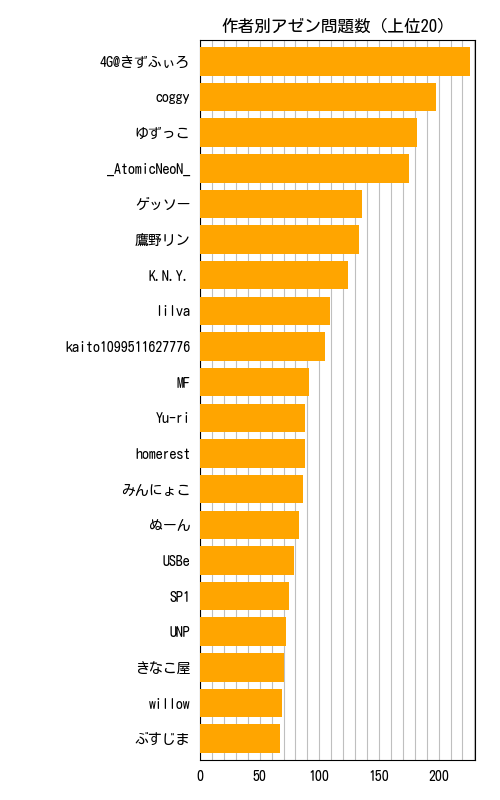 作者別アゼン問題数（上位20）
4G@きずふぃろ
coggy
ゆずっこ
_AtomicNeoN_
ゲッソー
鷹野リン
K.N.Y.
lilva
kaito1099511627776
MF
Yu-ri
homerest
みんにょこ
ぬーん
USBe
SP1
UNP
きなこ屋
willow
ぶすじま
0 50 100 150 200